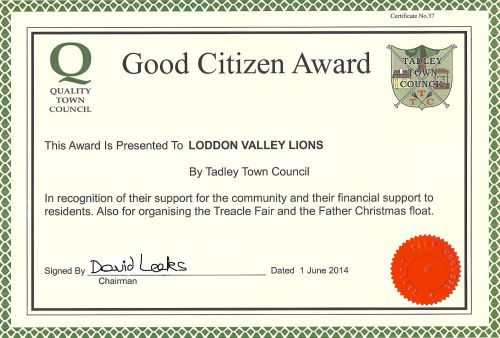 Certificate No.37
Q
QUALITY
TOWN
COUNCIL
Good Citizen Award
TADLEY
TOWN
COUNCIL
T
T C
This Award Is Presented To LODDON VALLEY LIONS
By Tadley Town Council
In recognition of their support for the community and their financial support to
residents. Also for organising the Treacle Fair and the Father Christmas float.
Signed By David Leeks Dated 1 June 2014
Chairman
TOWN COUNCIL